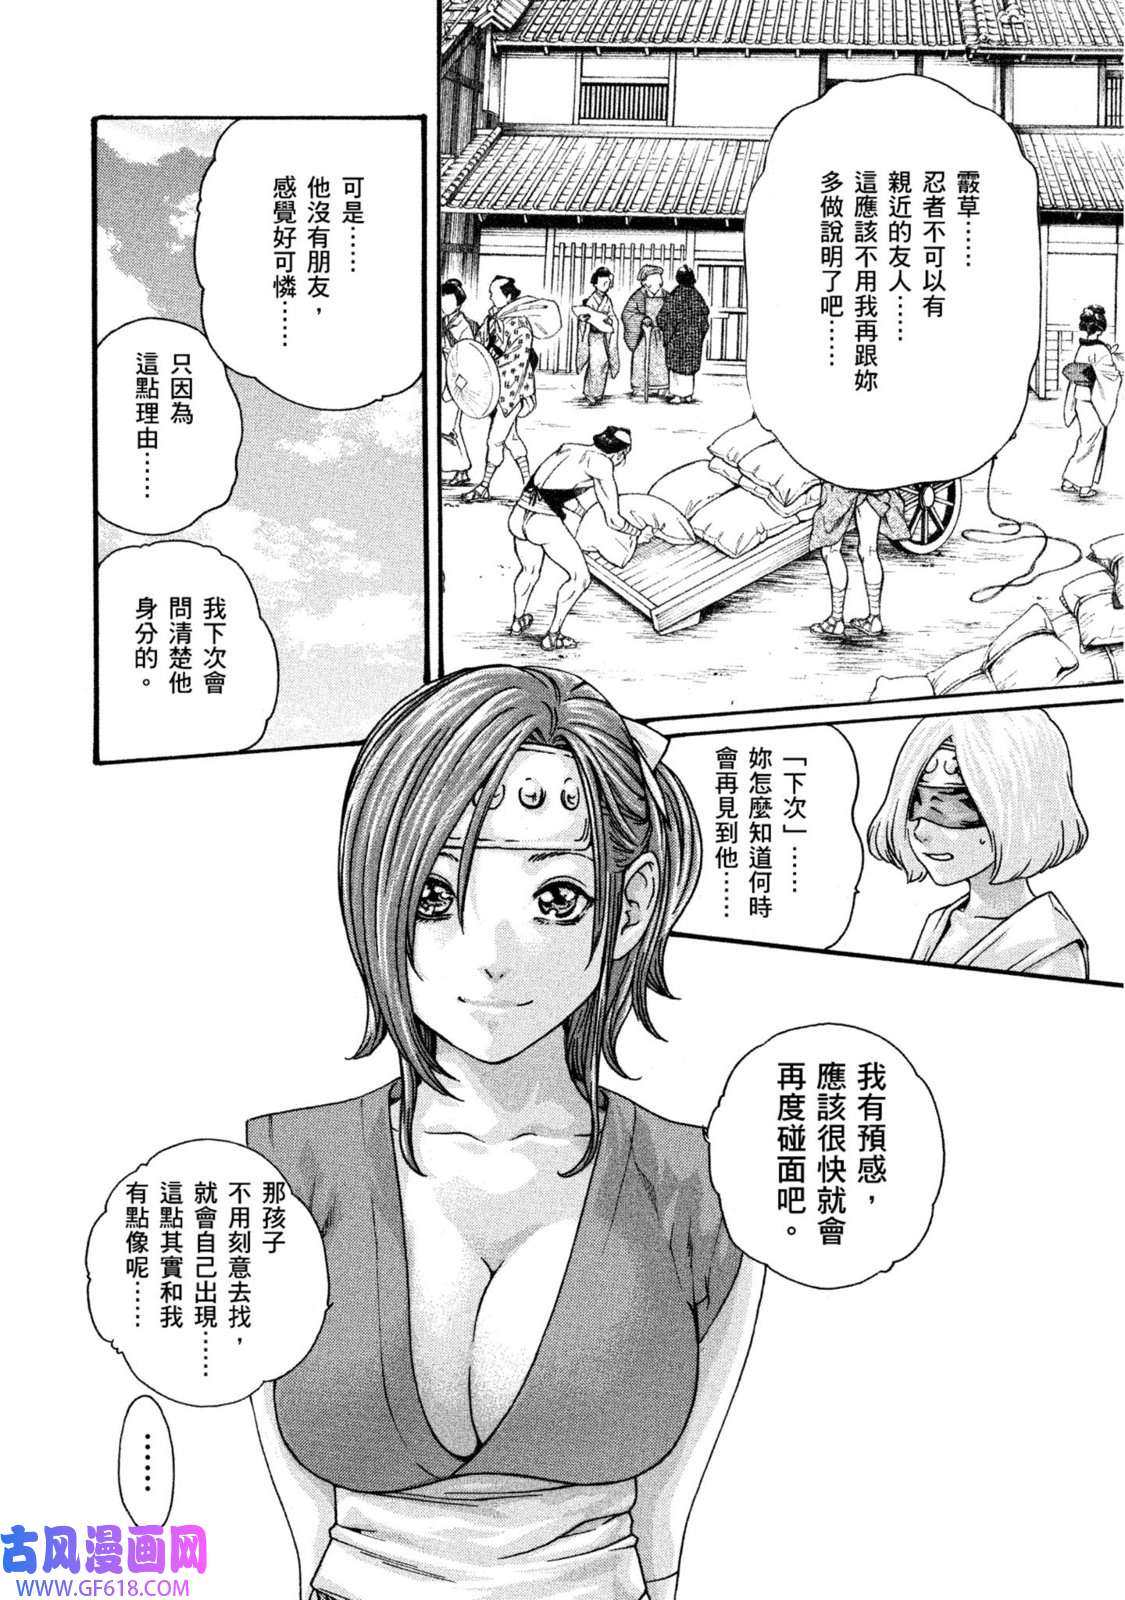 霰草……
忍者不可以有
親近的友人……
這應該不用我再跟妳
多做說明了吧……
可是……
他沒有朋友，
感覺好可憐……
只因為
這點理由……
我下次會
問清楚他
身分的。
「下次」……
妳怎麼知道何時
會再見到他……
我有預感，
應該很快就會
再度碰面吧。
那孩子
不用刻意去找，
就會自己出現……
這點其實和我
有點像呢……
……
古风漫画网
WWW.GF618.COM